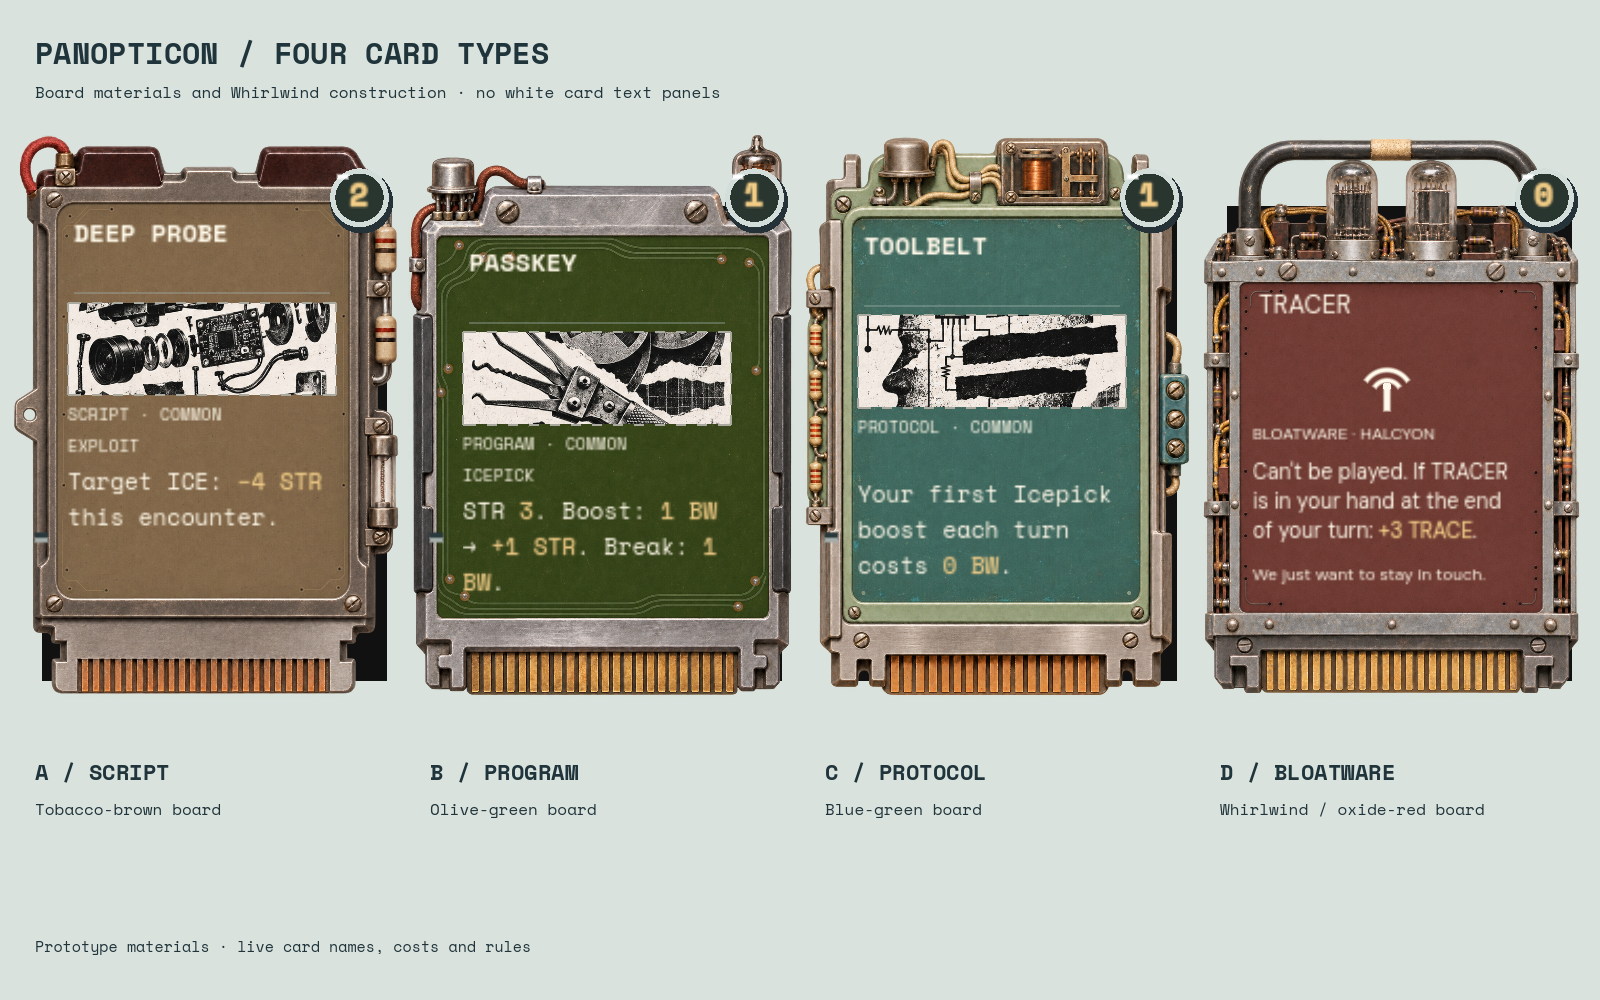 PANOPTICON / FOUR CARD TYPES
Board materials and Whirlwind construction · no white card text panels
2
DEEP PROBE
SCRIPT · COMMON
EXPLOIT
Target ICE: -4 STR
this encounter.
1
PASSKEY
PROGRAM · COMMON
ICEPICK
STR 3. Boost: 1 BW
→ +1 STR. Break: 1
BW.
1
TOOLBELT
PROTOCOL · COMMON
Your first Icepick
boost each turn
costs 0 BW.
0
TRACER
BLOATWARE · HALCYON
Can't be played. If TRACER
is in your hand at the end
of your turn: +3 TRACE.
We just want to stay in touch.
A / SCRIPT
Tobacco-brown board
B / PROGRAM
Olive-green board
C / PROTOCOL
Blue-green board
D / BLOATWARE
Whirlwind / oxide-red board
Prototype materials · live card names, costs and rules